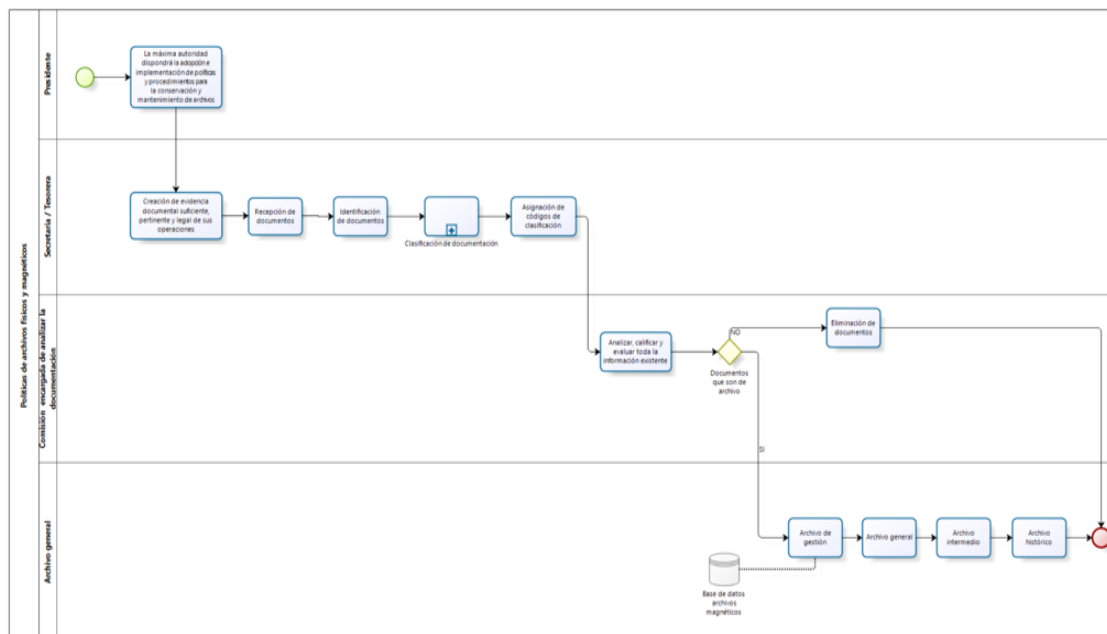 Políticas de archivos físicos y magnéticos
Presidente
La máxima autoridad
dispondrá la adopción e
implementación de políticas
y procedimientos para
la conservación y
mantenimiento de archivos
Secretaria / Tesorera
Creación de evidencia
documental suficiente,
pertinente y legal de sus
operaciones
Recepción de
documentos
Identificación
de documentos
Clasificación de documentación
Asignación de
códigos de
clasificación
Comisión encargada de analizar la
documentación
Analizar, calificar y
evaluar toda la
información existente
Documentos
que son de
archivo
NO
Eliminación de
documentos
SI
Archivo general
Archivo de
gestión
Archivo general
Archivo
intermedio
Archivo
histórico
Base de datos
archivos
magnéticos